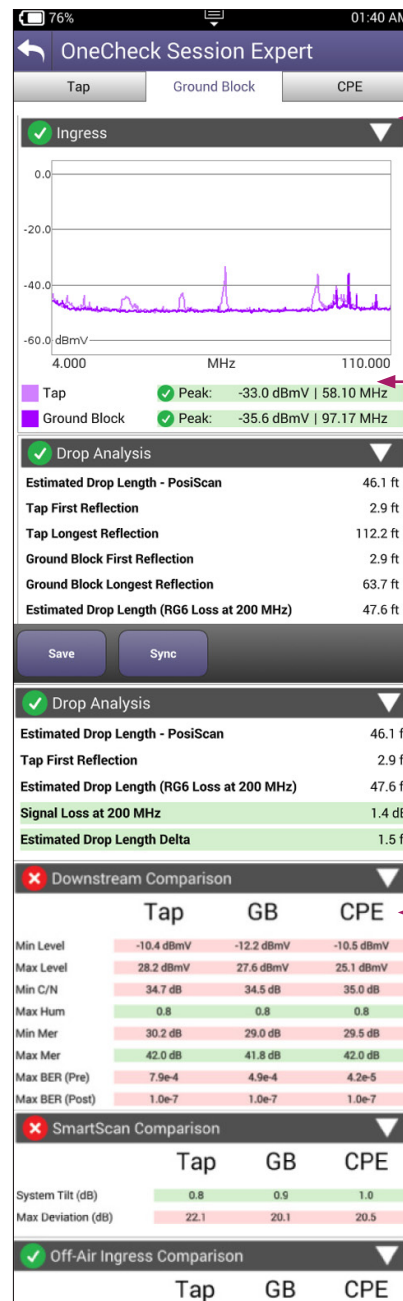 76% 01:40 AM
OneCheck Session Expert
Tap Ground Block CPE
Ingress
0.0
-20.0
-40.0
-60.0 dBmV
4.000 MHz 110.000
Tap Peak: -33.0 dBmV | 58.10 MHz
Ground Block Peak: -35.6 dBmV | 97.17 MHz
Drop Analysis
Estimated Drop Length - PosiScan 46.1 ft
Tap First Reflection 2.9 ft
Tap Longest Reflection 112.2 ft
Ground Block First Reflection 2.9 ft
Ground Block Longest Reflection 63.7 ft
Estimated Drop Length (RG6 Loss at 200 MHz) 47.6 ft
Save Sync
Drop Analysis
Estimated Drop Length - PosiScan 46.1 f
Tap First Reflection 2.9 f
Estimated Drop Length (RG6 Loss at 200 MHz) 47.6 f
Signal Loss at 200 MHz 1.4 dB
Estimated Drop Length Delta 1.5 f
Downstream Comparison
Tap GB CPE
Min Level -10.4 dBmV -12.2 dBmV -10.5 dBmV
Max Level 28.2 dBmV 27.6 dBmV 25.1 dBmV
Min C/N 34.7 dB 34.5 dB 35.0 dB
Max Hum 0.8 0.8 0.8
Min Mer 30.2 dB 29.0 dB 29.5 dB
Max Mer 42.0 dB 41.8 dB 42.0 dB
Max BER (Pre) 7.9e-4 4.9e-4 4.2e-5
Max BER (Post) 1.0e-7 1.0e-7 1.0e-7
SmartScan Comparison
Tap GB CPE
System Tilt (dB) 0.8 0.9 1.0
Max Deviation (dB) 22.1 20.1 20.5
Off-Air Ingress Comparison
Tap GB CPE